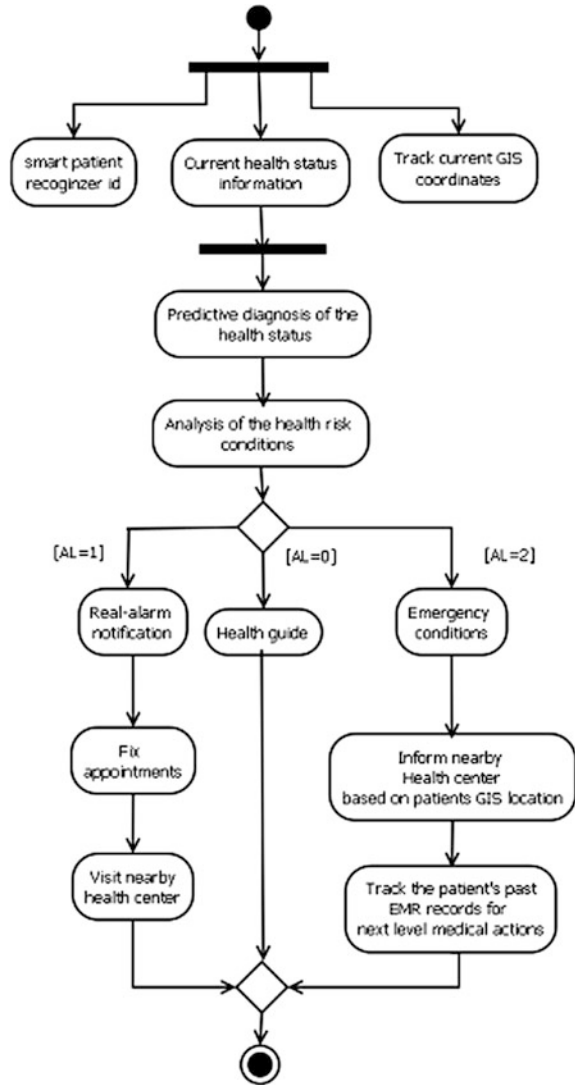 smart patient
recoginzer id
Current health status
information
Track current GIS
coordinates
Predictive diagnosis of the
health status
Analysis of the health risk
conditions
[AL=1]
[AL=0]
[AL=2]
Real-alarm
notification
Health guide
Emergency
conditions
Fix
appointments
Inform nearby
Health center
based on patients GIS location
Visit nearby
health center
Track the patient's past
EMR records for
next level medical actions